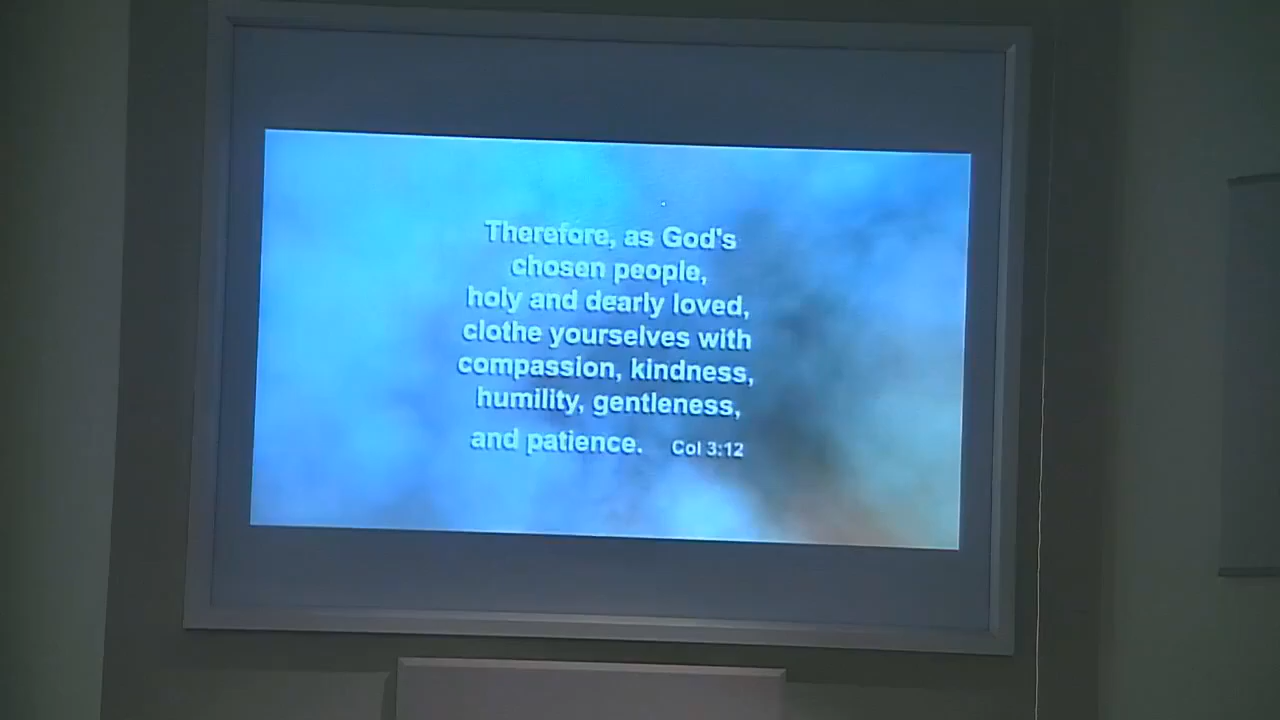 Therefore, as God's
chosen people,
holy and dearly loved,
clothe yourselves with
compassion, kindness,
humility, gentleness,
and patience. Col 3:12